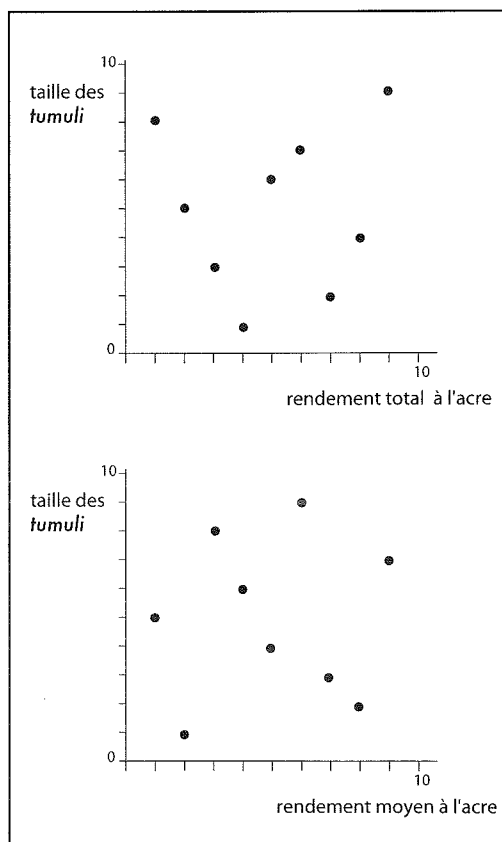 10
taille des
tumuli
0
10
rendement total à l'acre
10
taille des
tumuli
0
10
rendement moyen à l'acre